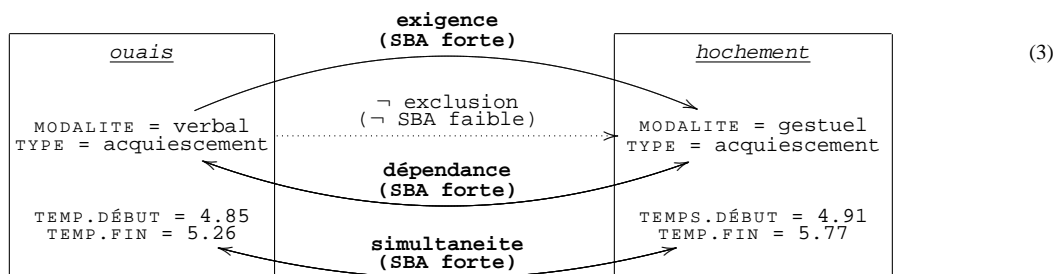 exigence
(SBA forte)
ouais
hochement
(3)
¬ exclusion
(¬ SBA faible)
MODALITE = verbal
TYPE = acquiescement
MODALITE = gestuel
TYPE = acquiescement
dépendance
(SBA forte)
TEMP.DÉBUT = 4.85
TEMP.FIN = 5.26
TEMPS.DÉBUT = 4.91
TEMP.FIN = 5.77
simultaneite
(SBA forte)